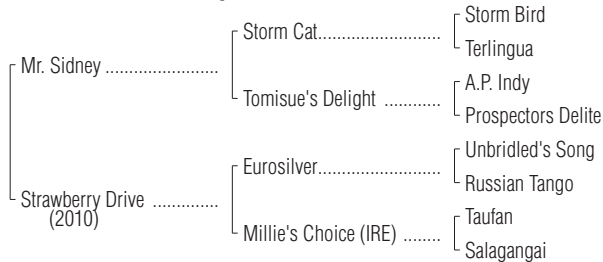 Storm Bird
Storm Cat....................
Terlingua
Mr. Sidney .......................
A.P. Indy
Tomisue's Delight ............
Prospectors Delite
Unbridled's Song
Eurosilver......................
Russian Tango
Strawberry Drive .............
(2010)
Taufan
Millie's Choice (IRE) ........
Salagangai